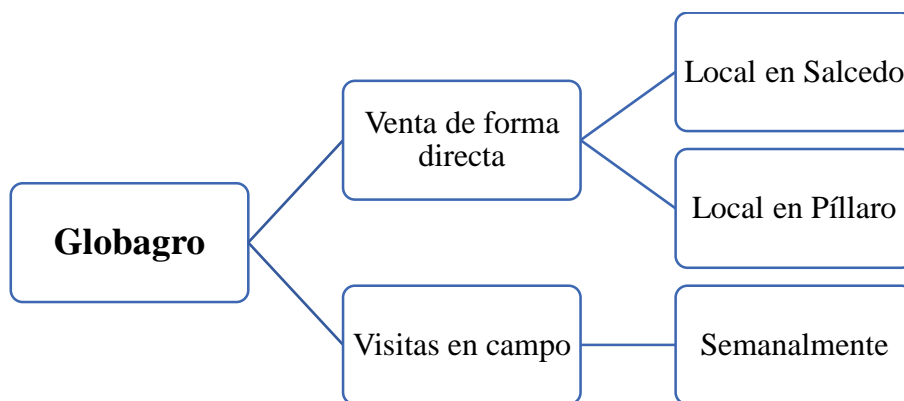 Globagro
Venta de forma
directa
Local en Salcedo
Local en Píllaro
Visitas en campo
Semanalmente